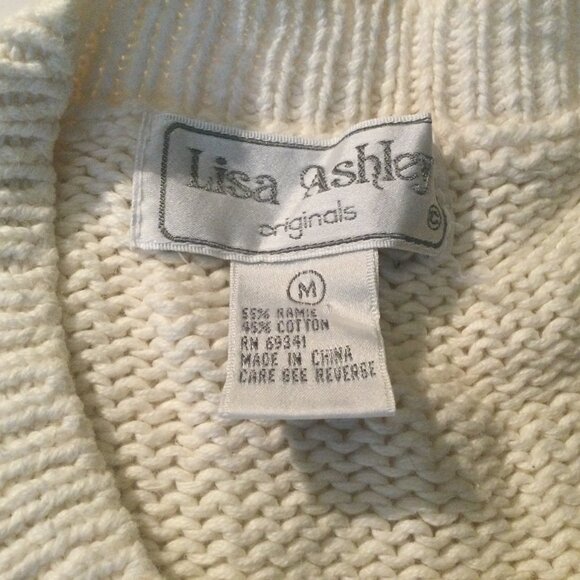 Lisa Ashley
originals
©
M
55% RAMIE
45% COTTON
RN 69341
MADE IN CHINA
CARE SEE REVERSE